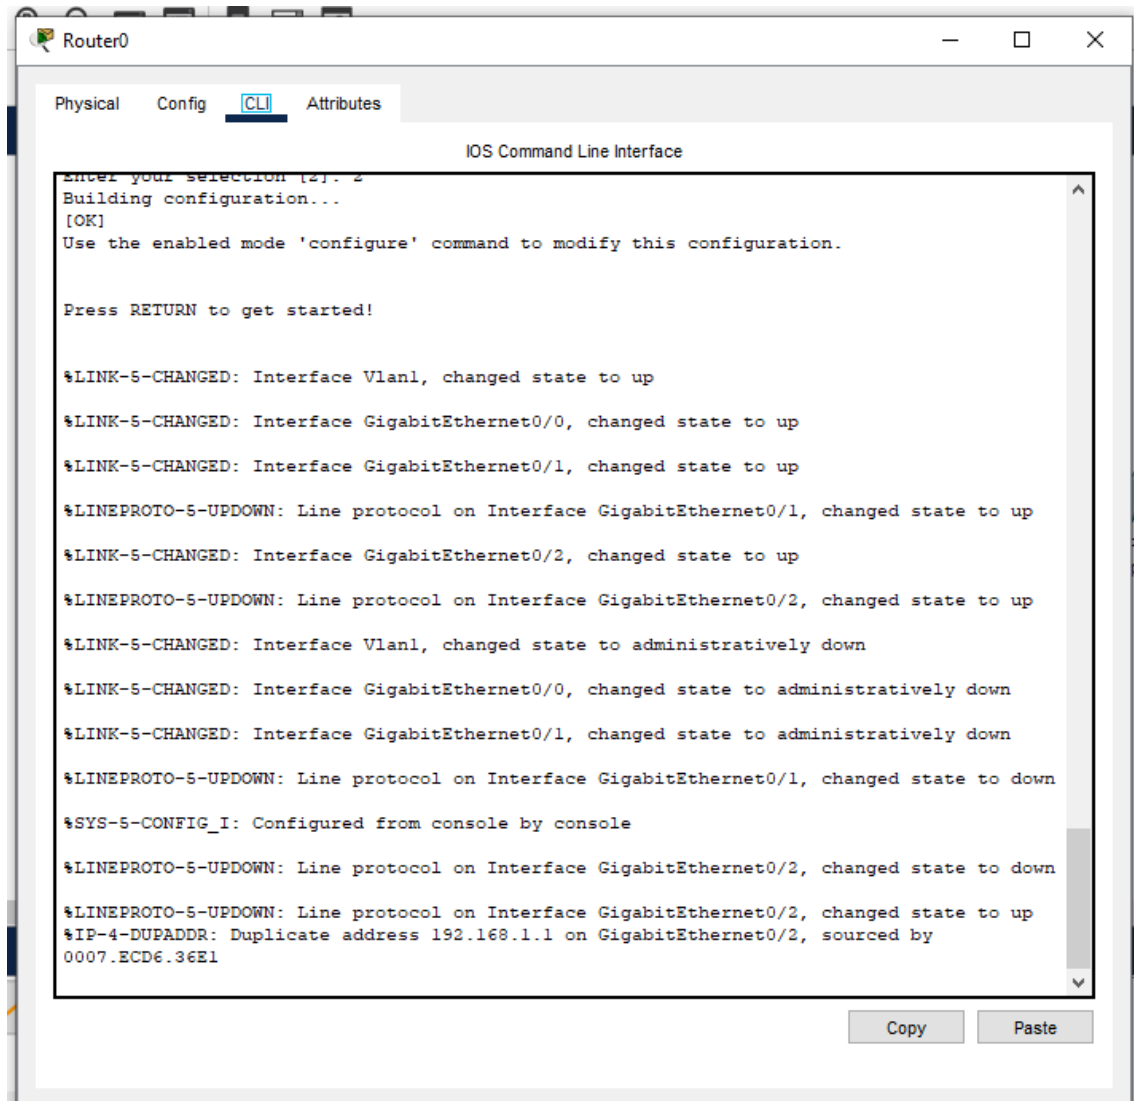 Router0
Physical Config CLI Attributes
IOS Command Line Interface
Enter your selection [2]: 2
Building configuration...
[OK]
Use the enabled mode 'configure' command to modify this configuration.
Press RETURN to get started!
%LINK-5-CHANGED: Interface Vlan1, changed state to up
%LINK-5-CHANGED: Interface GigabitEthernet0/0, changed state to up
%LINK-5-CHANGED: Interface GigabitEthernet0/1, changed state to up
%LINEPROTO-5-UPDOWN: Line protocol on Interface GigabitEthernet0/1, changed state to up
%LINK-5-CHANGED: Interface GigabitEthernet0/2, changed state to up
%LINEPROTO-5-UPDOWN: Line protocol on Interface GigabitEthernet0/2, changed state to up
%LINK-5-CHANGED: Interface Vlan1, changed state to administratively down
%LINK-5-CHANGED: Interface GigabitEthernet0/0, changed state to administratively down
%LINK-5-CHANGED: Interface GigabitEthernet0/1, changed state to administratively down
%LINEPROTO-5-UPDOWN: Line protocol on Interface GigabitEthernet0/1, changed state to down
%SYS-5-CONFIG_I: Configured from console by console
%LINEPROTO-5-UPDOWN: Line protocol on Interface GigabitEthernet0/2, changed state to down
%LINEPROTO-5-UPDOWN: Line protocol on Interface GigabitEthernet0/2, changed state to up
%IP-4-DUPADDR: Duplicate address 192.168.1.1 on GigabitEthernet0/2, sourced by
0007.ECD6.36E1
Copy Paste